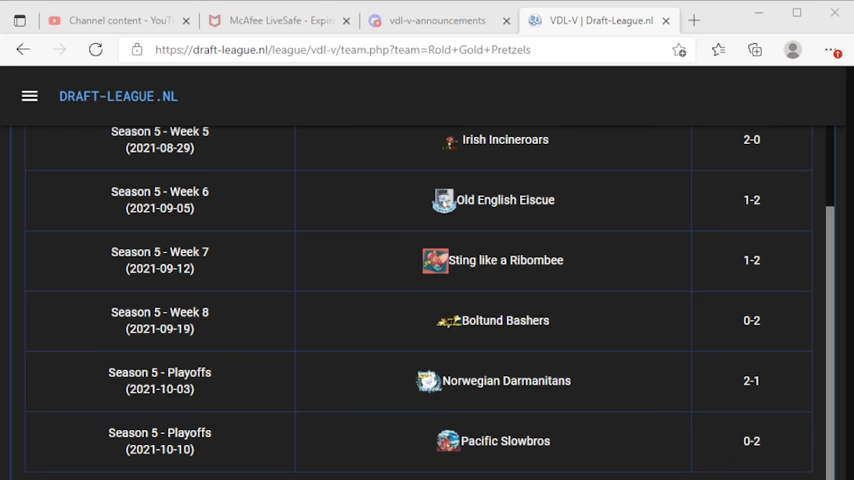 Channel content - YouT
McAfee LiveSafe - Expir
vdl-v-announcements
VDL-V | Draft-League.nl
https://draft-league.nl/league/vdl-v/team.php?team=Rold+Gold+Pretzels
DRAFT-LEAGUE.NL
Season 5 - Week 5
(2021-08-29)
Irish Incineroars
2-0
Season 5 - Week 6
(2021-09-05)
Old English Eiscue
1-2
Season 5 - Week 7
(2021-09-12)
Sting like a Ribombee
1-2
Season 5 - Week 8
(2021-09-19)
Boltund Bashers
0-2
Season 5 - Playoffs
(2021-10-03)
Norwegian Darmanitans
2-1
Season 5 - Playoffs
(2021-10-10)
Pacific Slowbros
0-2